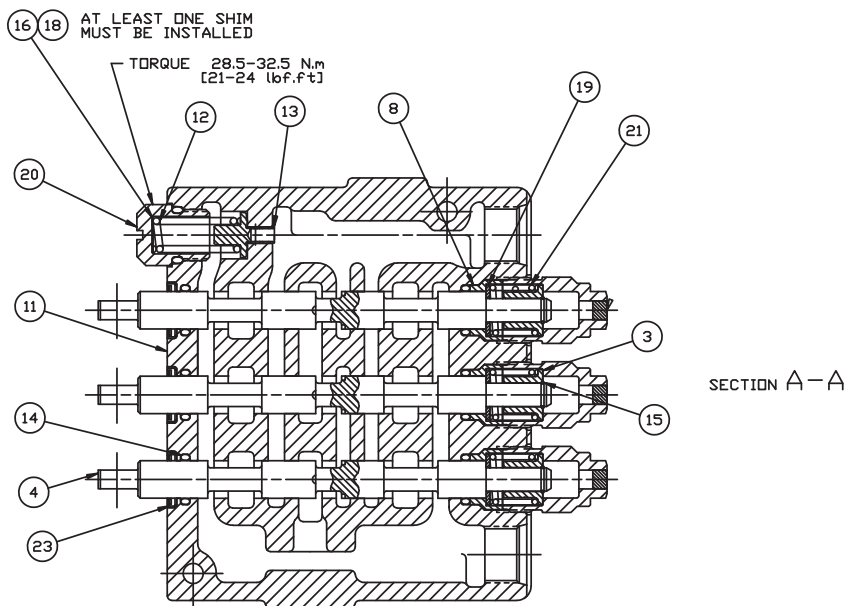 16 18 AT LEAST ONE SHIM
MUST BE INSTALLED
TORQUE 28.5-32.5 N.m
[21-24 lbf.ft]
12
13
8
19
21
20
11
3
SECTION A-A
14
15
4
23